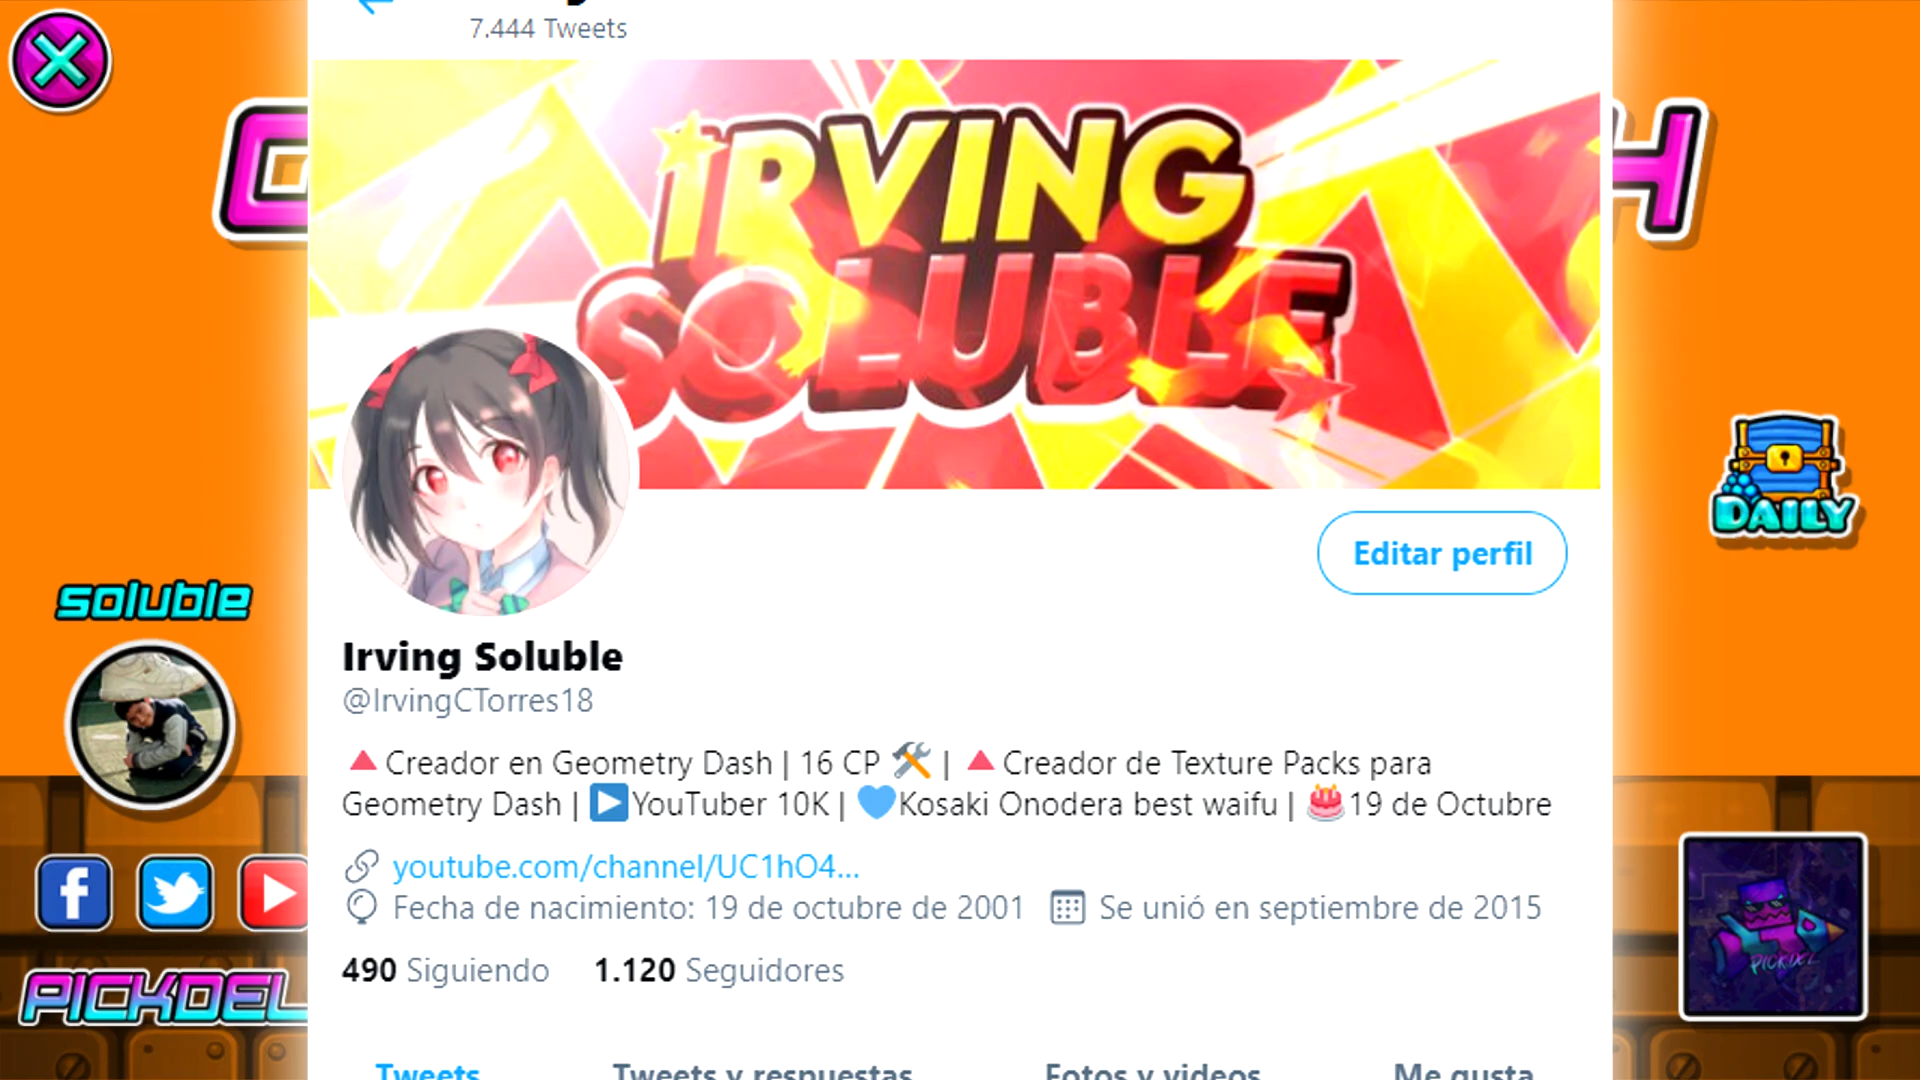 7.444 Tweets
IRVING
SOLUBLE
Editar perfil
DAILY
soluble
Irving Soluble
@IrvingCTorres18
🔺Creador en Geometry Dash | 16 CP 🛠️ | 🔺Creador de Texture Packs para
Geometry Dash | ▶️YouTuber 10K | 💙Kosaki Onodera best waifu | 🎂19 de Octubre
youtube.com/channel/UC1hO4...
Fecha de nacimiento: 19 de octubre de 2001 Se unió en septiembre de 2015
490 Siguiendo 1.120 Seguidores
PICKDEL
PICKDEL
Tweets Tweets y respuestas Fotos y videos Me gusta